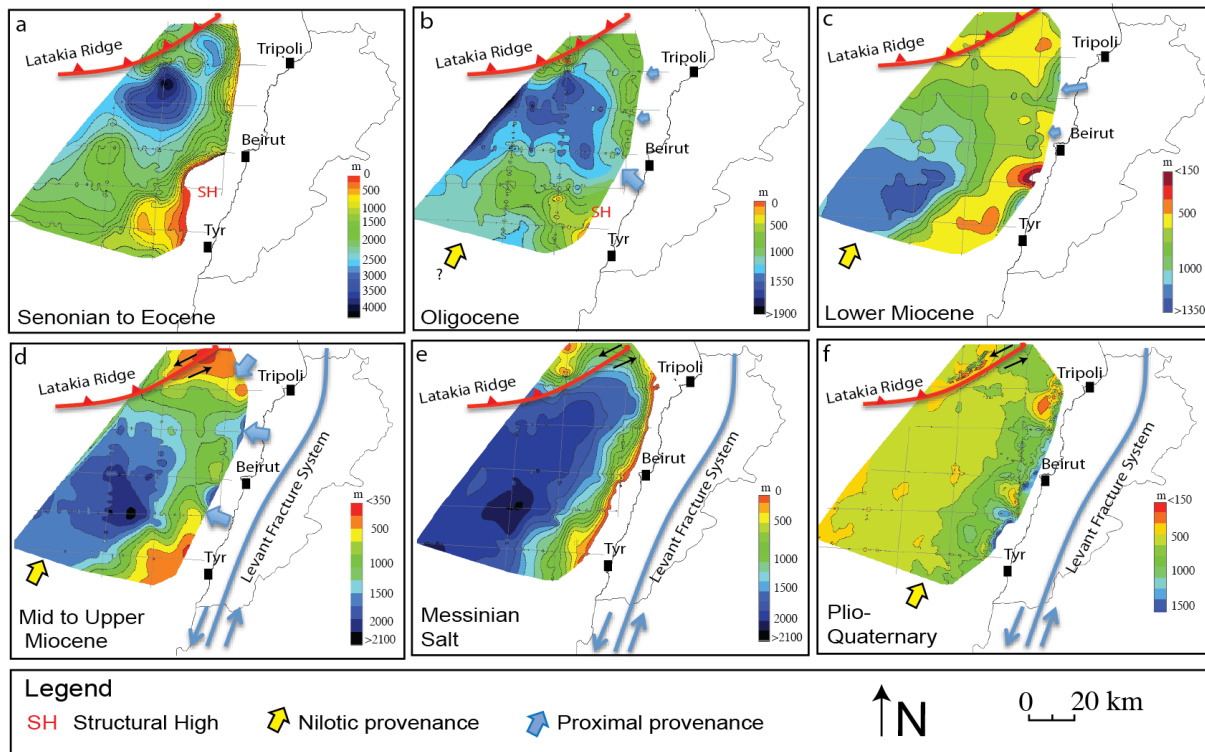 a
Latakia Ridge
Tripoli
Beirut
SH
Tyr
m
0
500
1000
1500
2000
2500
3000
3500
4000
Senonian to Eocene
b
Latakia Ridge
Tripoli
Beirut
SH
Tyr
?
m
0
500
1000
1550
>1900
Oligocene
c
Latakia Ridge
Tripoli
Beirut
Tyr
m
<150
500
1000
>1350
Lower Miocene
d
Latakia Ridge
Tripoli
Beirut
Tyr
Levant Fracture System
m
<350
500
1000
1500
2000
>2100
Mid to Upper
Miocene
e
Latakia Ridge
Tripoli
Beirut
Tyr
Levant Fracture System
m
0
500
1000
1500
2000
>2100
Messinian
Salt
f
Latakia Ridge
Tripoli
Beirut
Tyr
Levant Fracture System
m
<150
500
1000
1500
Plio-
Quaternary
Legend
SH Structural High
Nilotic provenance
Proximal provenance
N
0 20 km